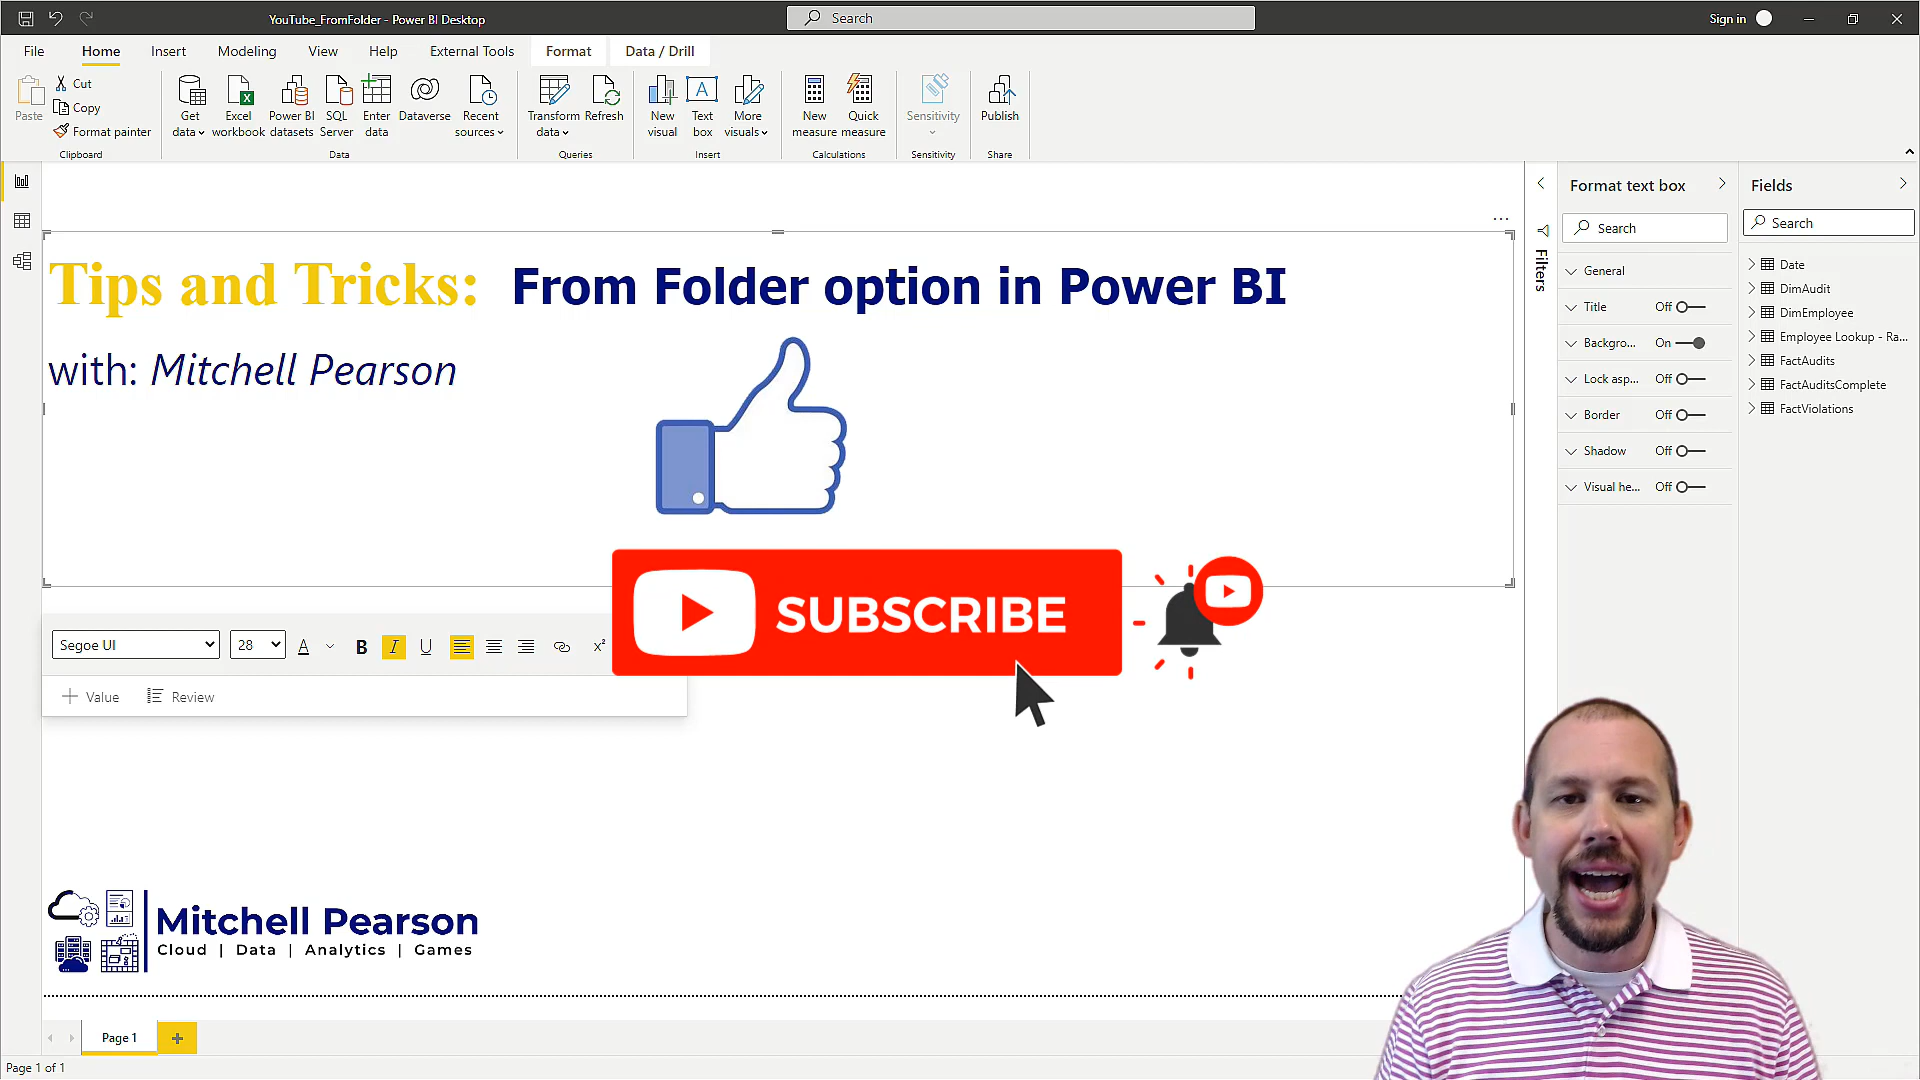 YouTube_FromFolder - Power BI Desktop
Search
Sign in
File
Home
Insert
Modeling
View
Help
External Tools
Format
Data / Drill
Paste
Cut
Copy
Format painter
Clipboard
Get data
Excel workbook
Power BI datasets
SQL Server
Enter data
Dataverse
Recent sources
Data
Transform data
Refresh
Queries
New visual
Text box
More visuals
Insert
New measure
Quick measure
Calculations
Sensitivity
Sensitivity
Publish
Share
Tips and Tricks: From Folder option in Power BI
with: Mitchell Pearson
SUBSCRIBE
Segoe UI
28
A
B
I
U
x²
Value
Review
Mitchell Pearson
Cloud | Data | Analytics | Games
Page 1
Page 1 of 1
Filters
Format text box
Search
General
Title Off
Backgro... On
Lock asp... Off
Border Off
Shadow Off
Visual he... Off
Fields
Search
Date
DimAudit
DimEmployee
Employee Lookup - Ra...
FactAudits
FactAuditsComplete
FactViolations